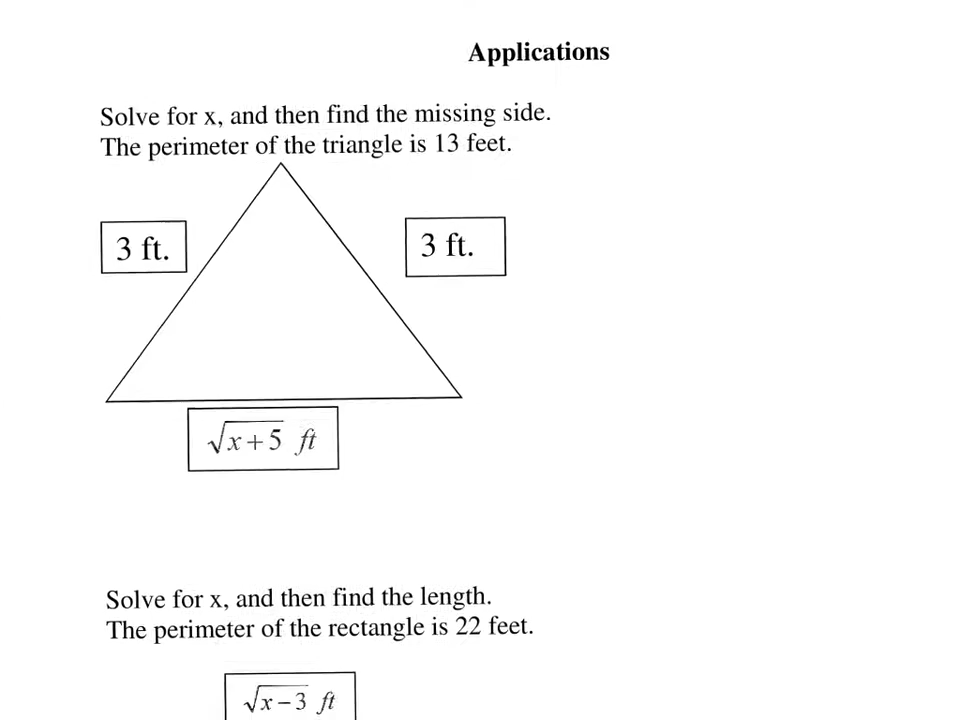 Applications
Solve for x, and then find the missing side.
The perimeter of the triangle is 13 feet.
3 ft.
3 ft.
√x+5 ft
Solve for x, and then find the length.
The perimeter of the rectangle is 22 feet.
√x−3 ft